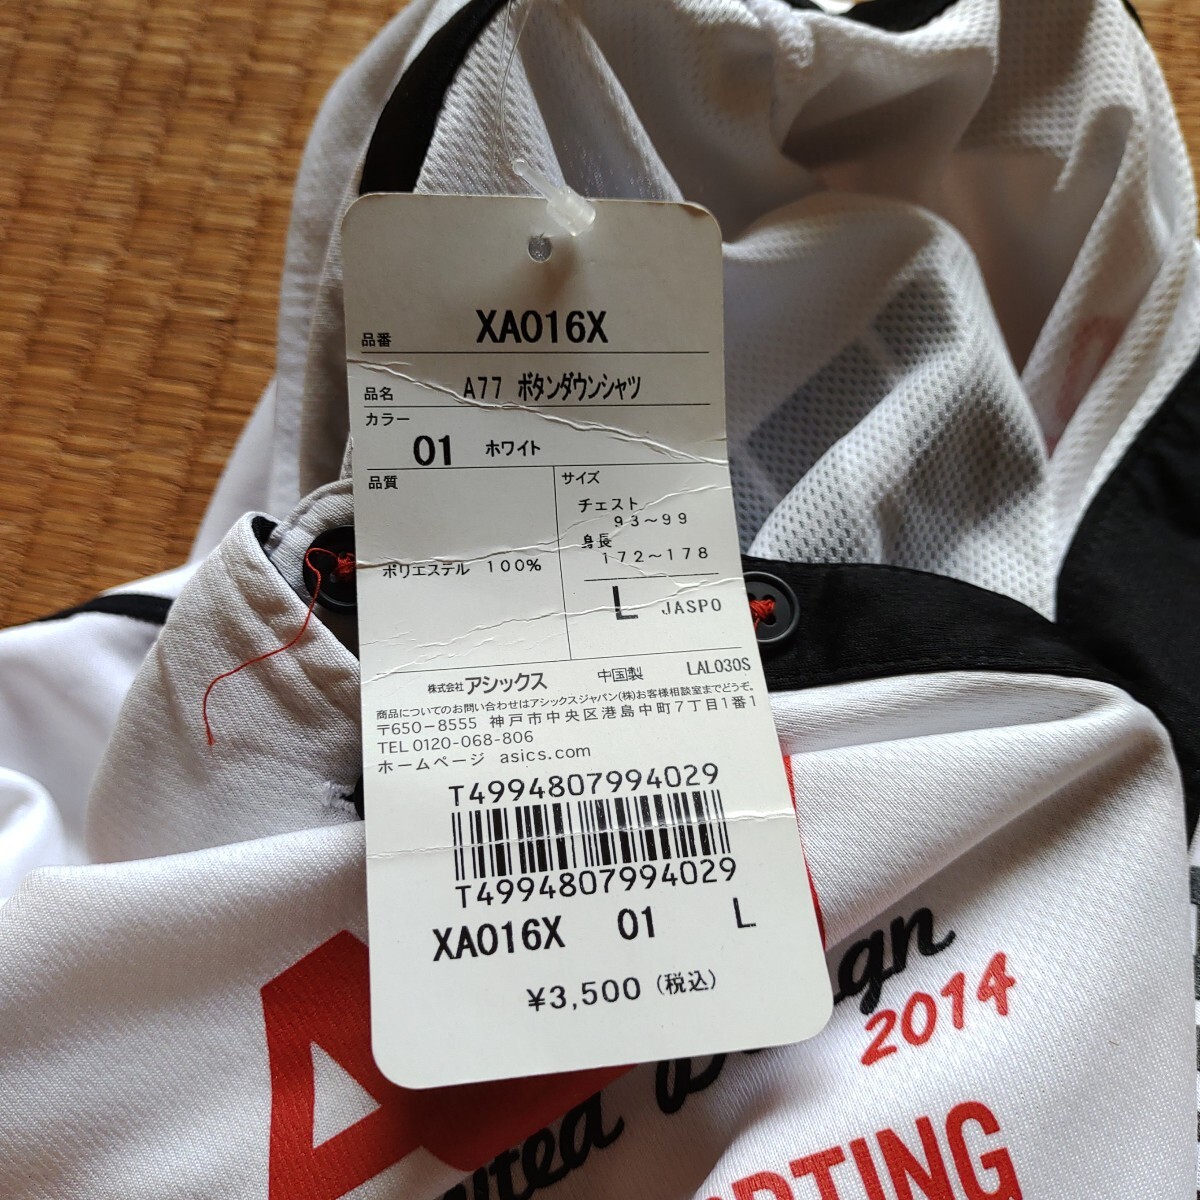 品番 XA016X
品名 A77 ボタンダウンシャツ
カラー
01 ホワイト
品質
ポリエステル 100%
サイズ
チェスト
93～99
身長
172～178
L JASPO
株式会社アシックス 中国製 LAL030S
商品についてのお問い合わせはアシックスジャパン(株)お客様相談室までどうぞ。
〒650-8555 神戸市中央区港島中町7丁目1番1
TEL 0120-068-806
ホームページ asics.com
T4994807994029
T4994807994029
XA016X 01 L
¥3,500(税込)
2014